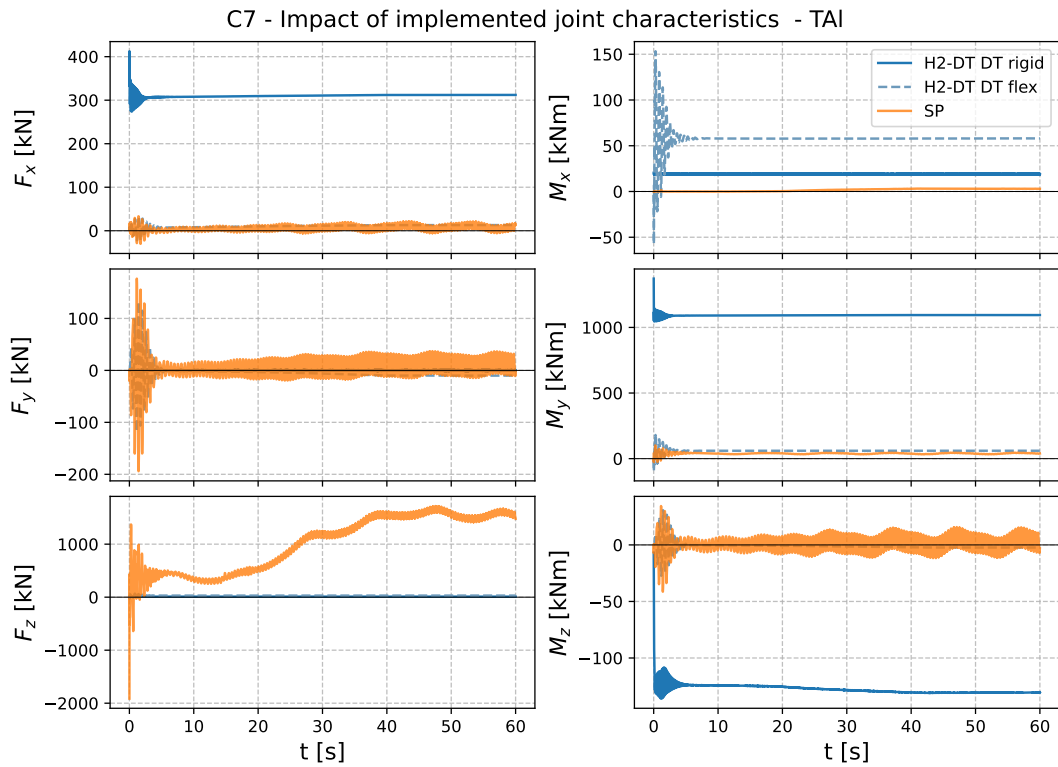 C7 - Impact of implemented joint characteristics - TAl
F_x [kN]
400
300
200
100
0
M_x [kNm]
150
100
50
0
−50
H2-DT DT rigid
H2-DT DT flex
SP
F_y [kN]
100
0
−100
−200
M_y [kNm]
1000
500
0
F_z [kN]
1000
0
−1000
−2000
0 10 20 30 40 50 60
t [s]
M_z [kNm]
0
−50
−100
0 10 20 30 40 50 60
t [s]